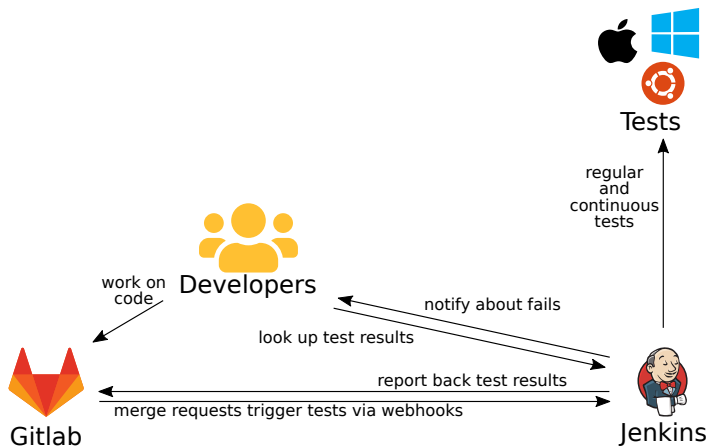 Tests
regular
and
continuous
tests
Developers
work on
code
notify about fails
look up test results
report back test results
merge requests trigger tests via webhooks
Gitlab
Jenkins